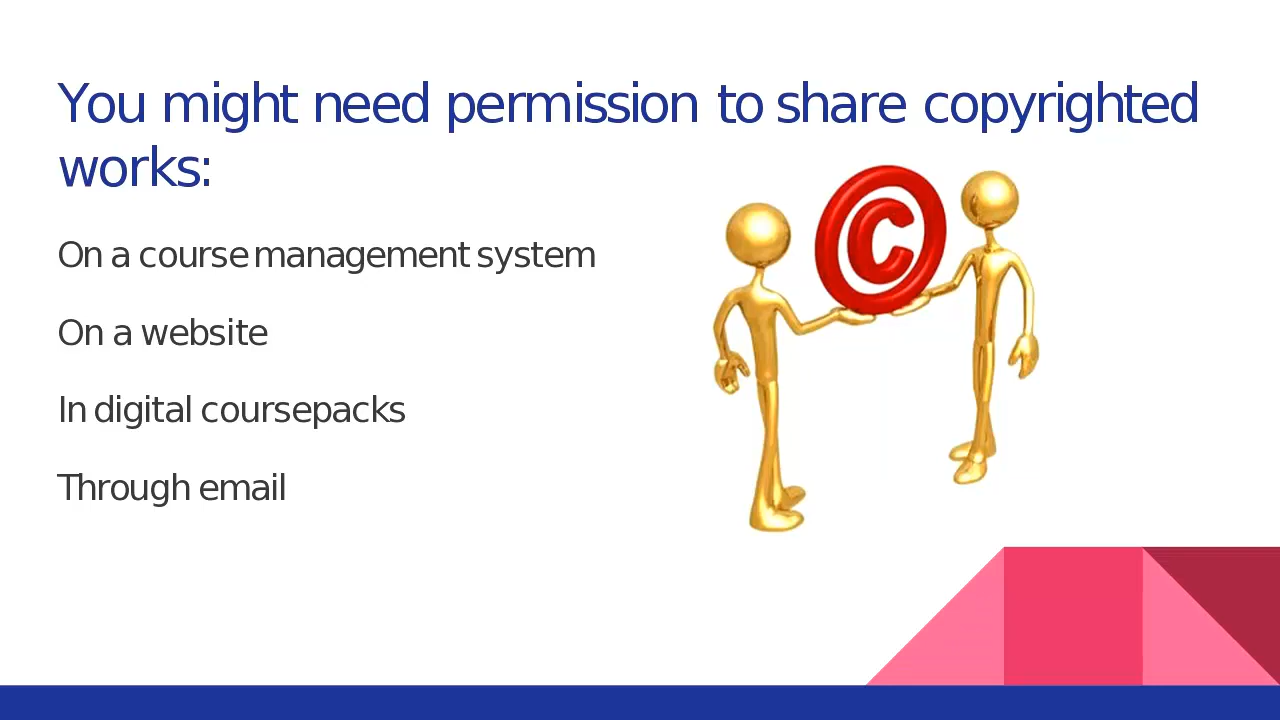 You might need permission to share copyrighted
works:
On a course management system
On a website
In digital coursepacks
Through email